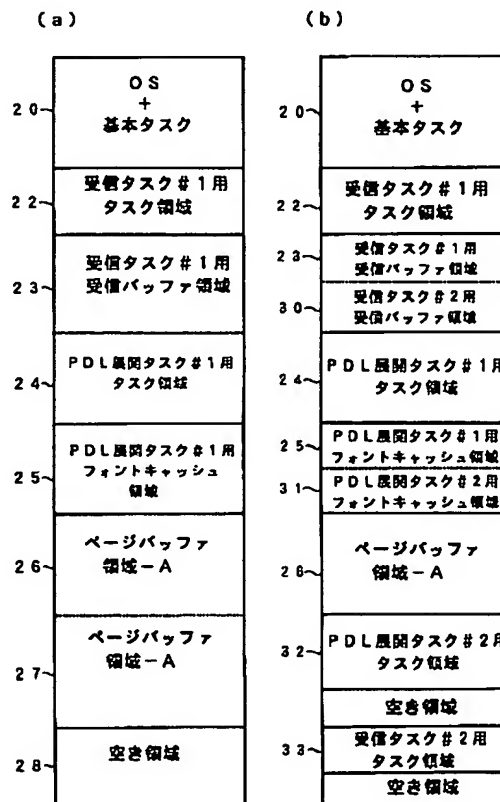 (a)
20~
OS
+
基本タスク
22~
受信タスク#1用
タスク領域
23~
受信タスク#1用
受信バッファ領域
24~
PDL展開タスク#1用
タスク領域
25~
PDL展開タスク#1用
フォントキャッシュ
領域
26~
ページバッファ
領域-A
27~
ページバッファ
領域-A
28~
空き領域
(b)
20~
OS
+
基本タスク
22~
受信タスク#1用
タスク領域
23~
受信タスク#1用
受信バッファ領域
30~
受信タスク#2用
受信バッファ領域
24~
PDL展開タスク#1用
タスク領域
25~
PDL展開タスク#1用
フォントキャッシュ領域
31~
PDL展開タスク#2用
フォントキャッシュ領域
26~
ページバッファ
領域-A
32~
PDL展開タスク#2用
タスク領域
空き領域
33~
受信タスク#2用
タスク領域
空き領域